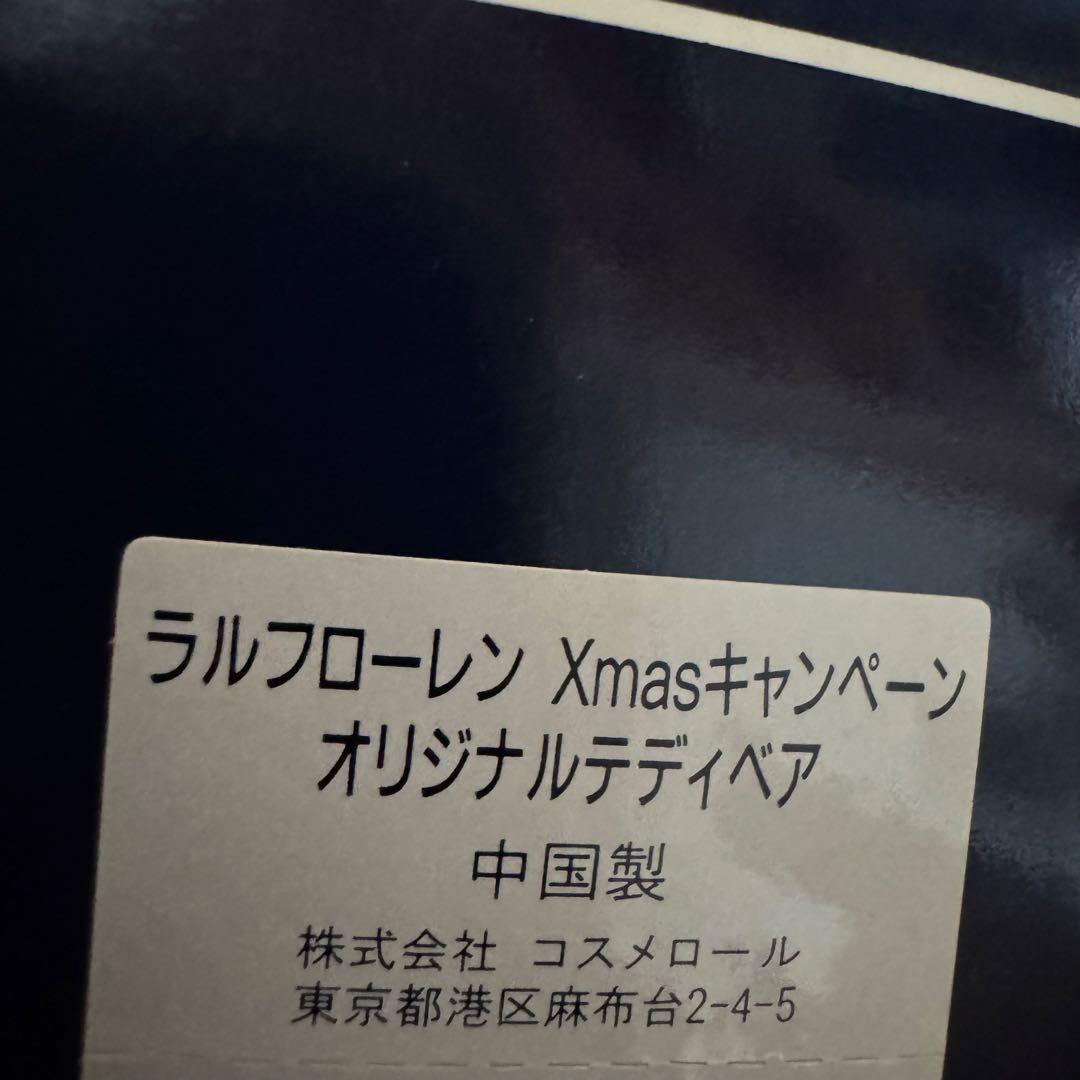 ラルフローレン Xmasキャンペーン
オリジナルテディベア
中国製
株式会社 コスメロール
東京都港区麻布台2-4-5